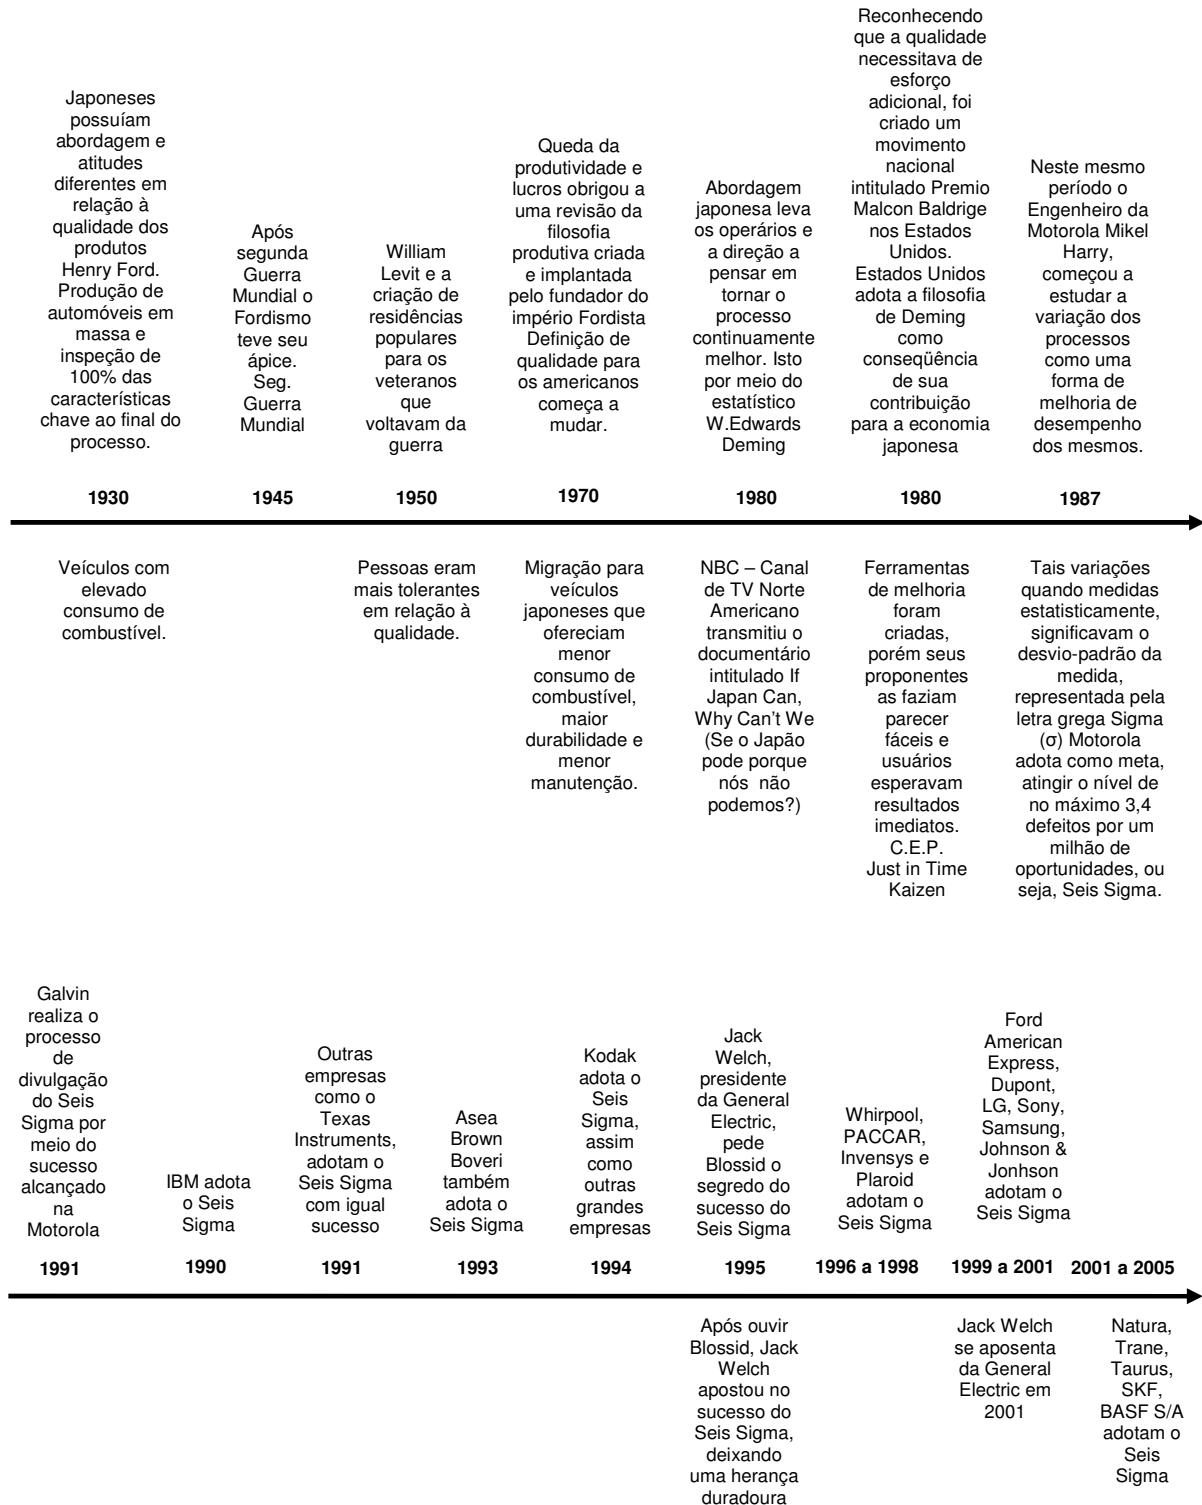 Japoneses
possuíam
abordagem e
atitudes
diferentes em
relação à
qualidade dos
produtos
Henry Ford.
Produção de
automóveis em
massa e
inspeção de
100% das
características
chave ao final do
processo.
1930
Veículos com
elevado
consumo de
combustível.
Após
segunda
Guerra
Mundial o
Fordismo
teve seu
ápice.
Seg.
Guerra
Mundial
1945
William
Levit e a
criação de
residências
populares
para os
veteranos
que
voltavam da
guerra
1950
Pessoas eram
mais tolerantes
em relação à
qualidade.
Queda da
produtividade e
lucros obrigou a
uma revisão da
filosofia
produtiva criada
e implantada
pelo fundador do
império Fordista
Definição de
qualidade para
os americanos
começa a
mudar.
1970
Migração para
veículos
japoneses que
ofereciam
menor
consumo de
combustível,
maior
durabilidade e
menor
manutenção.
Abordagem
japonesa leva
os operários e
a direção a
pensar em
tornar o
processo
continuamente
melhor. Isto
por meio do
estatístico
W.Edwards
Deming
1980
NBC – Canal
de TV Norte
Americano
transmitiu o
documentário
intitulado If
Japan Can,
Why Can't We
(Se o Japão
pode porque
nós não
podemos?)
Reconhecendo
que a qualidade
necessitava de
esforço
adicional, foi
criado um
movimento
nacional
intitulado Premio
Malcon Baldrige
nos Estados
Unidos.
Estados Unidos
adota a filosofia
de Deming
como
conseqüência
de sua
contribuição
para a economia
japonesa
1980
Ferramentas
de melhoria
foram
criadas,
porém seus
proponentes
as faziam
parecer
fáceis e
usuários
esperavam
resultados
imediatos.
C.E.P.
Just in Time
Kaizen
Neste mesmo
período o
Engenheiro da
Motorola Mikel
Harry,
começou a
estudar a
variação dos
processos
como uma
forma de
melhoria de
desempenho
dos mesmos.
1987
Tais variações
quando medidas
estatisticamente,
significavam o
desvio-padrão da
medida,
representada pela
letra grega Sigma
(σ) Motorola
adota como meta,
atingir o nível de
no máximo 3,4
defeitos por um
milhão de
oportunidades, ou
seja, Seis Sigma.
Galvin
realiza o
processo
de
divulgação
do Seis
Sigma por
meio do
sucesso
alcançado
na
Motorola
1991
IBM adota
o Seis
Sigma
1990
Outras
empresas
como o
Texas
Instruments,
adotam o
Seis Sigma
com igual
sucesso
1991
Asea
Brown
Boveri
também
adota o
Seis Sigma
1993
Kodak
adota o
Seis
Sigma,
assim
como
outras
grandes
empresas
1994
Jack
Welch,
presidente
da General
Electric,
pede
Blossid o
segredo do
sucesso do
Seis Sigma
1995
Após ouvir
Blossid, Jack
Welch
apostou no
sucesso do
Seis Sigma,
deixando
uma herança
duradoura
Whirpool,
PACCAR,
Invensys e
Plaroid
adotam o
Seis Sigma
1996 a 1998
Ford
American
Express,
Dupont,
LG, Sony,
Samsung,
Johnson &
Jonhson
adotam o
Seis Sigma
1999 a 2001
Jack Welch
se aposenta
da General
Electric em
2001
2001 a 2005
Natura,
Trane,
Taurus,
SKF,
BASF S/A
adotam o
Seis
Sigma